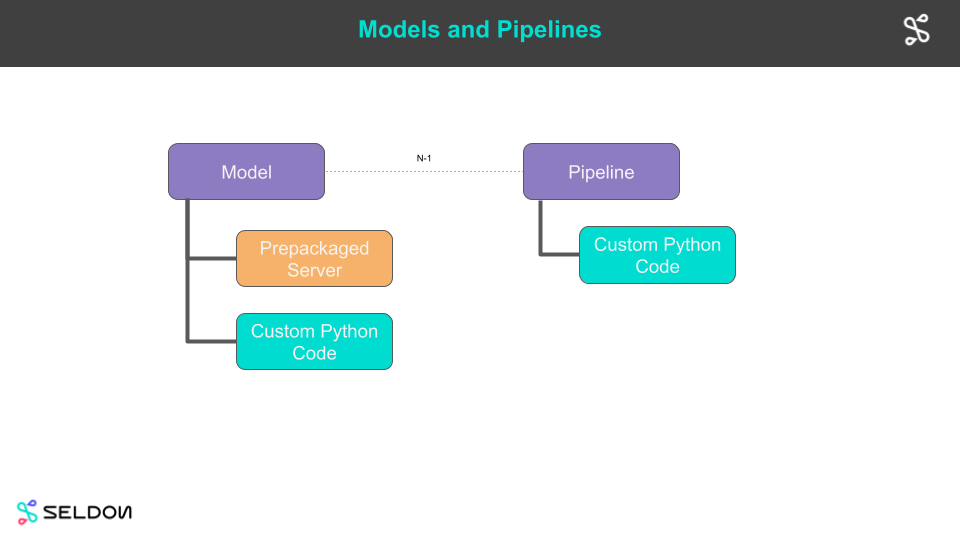 Models and Pipelines
Model
N-1
Pipeline
Prepackaged
Server
Custom Python
Code
Custom Python
Code
SELDON